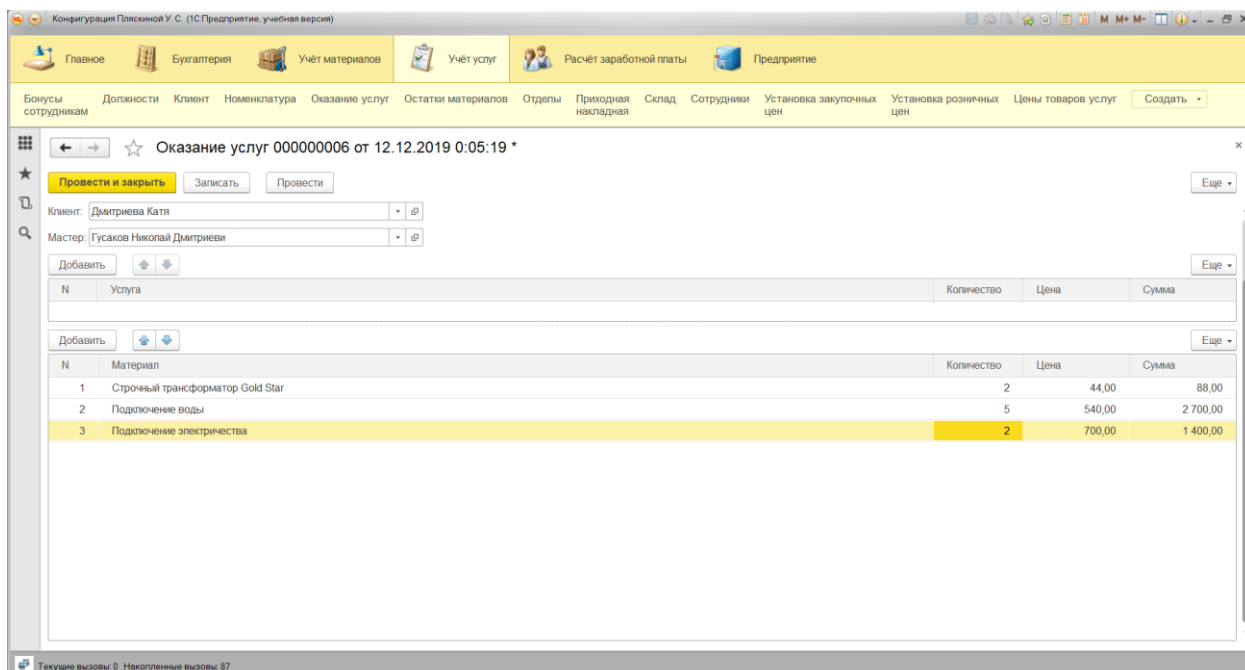 Конфигурация Пляскиной У. С. (1С:Предприятие, учебная версия)
M M+ M-
Главное Бухгалтерия Учёт материалов Учёт услуг Расчёт заработной платы Предприятие
Бонусы сотрудникам Должности Клиент Номенклатура Оказание услуг Остатки материалов Отделы Приходная накладная Склад Сотрудники Установка закупочных цен Установка розничных цен Цены товаров услуг Создать
Оказание услуг 000000006 от 12.12.2019 0:05:19 *
Провести и закрыть Записать Провести Еще
Клиент: Дмитриева Катя
Мастер: Гусаков Николай Дмитриеви
Добавить Еще
N Услуга Количество Цена Сумма
Добавить Еще
N Материал Количество Цена Сумма
1 Строчный трансформатор Gold Star 2 44,00 88,00
2 Подключение воды 5 540,00 2 700,00
3 Подключение электричества 2 700,00 1 400,00
Текущие вызовы: 0 Накопленные вызовы: 87